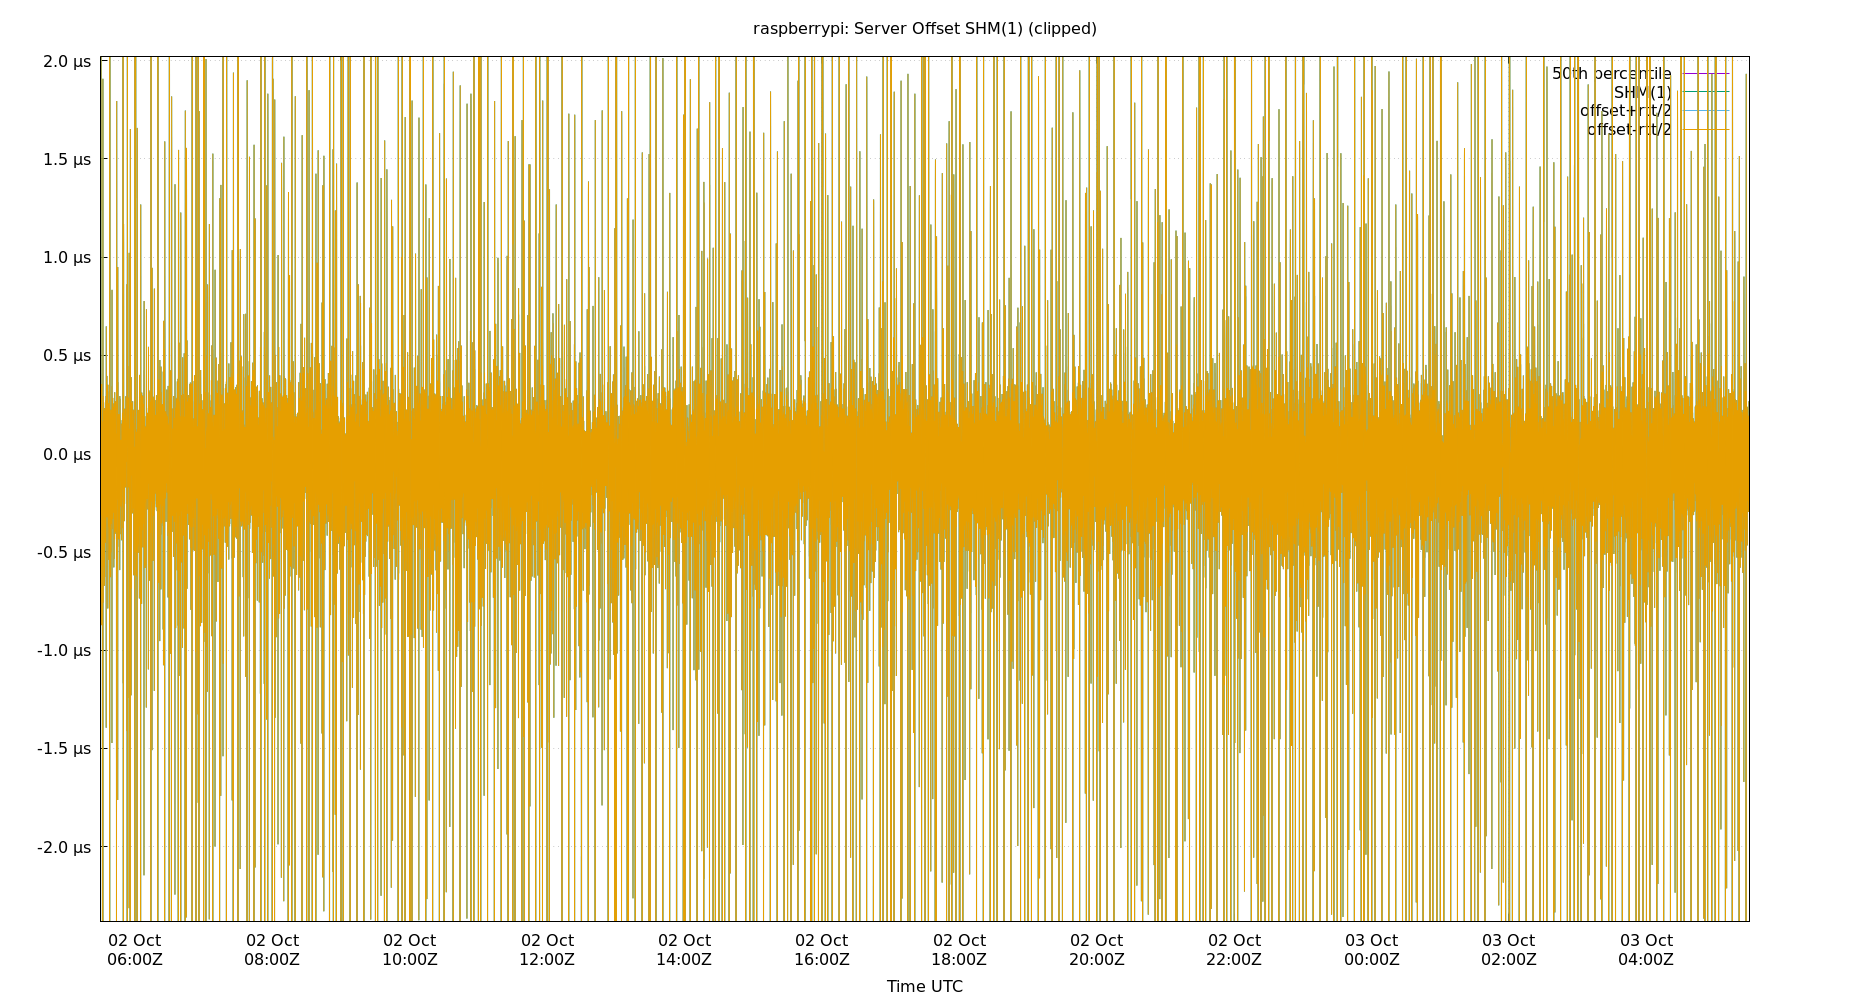 raspberrypi: Server Offset SHM(1) (clipped)
2.0 µs
1.5 µs
1.0 µs
0.5 µs
0.0 µs
-0.5 µs
-1.0 µs
-1.5 µs
-2.0 µs
50th percentile
SHM(1)
offset+rtt/2
offset-rtt/2
02 Oct 02 Oct 02 Oct 02 Oct 02 Oct 02 Oct 02 Oct 02 Oct 02 Oct 03 Oct 03 Oct 03 Oct
06:00Z 08:00Z 10:00Z 12:00Z 14:00Z 16:00Z 18:00Z 20:00Z 22:00Z 00:00Z 02:00Z 04:00Z
Time UTC